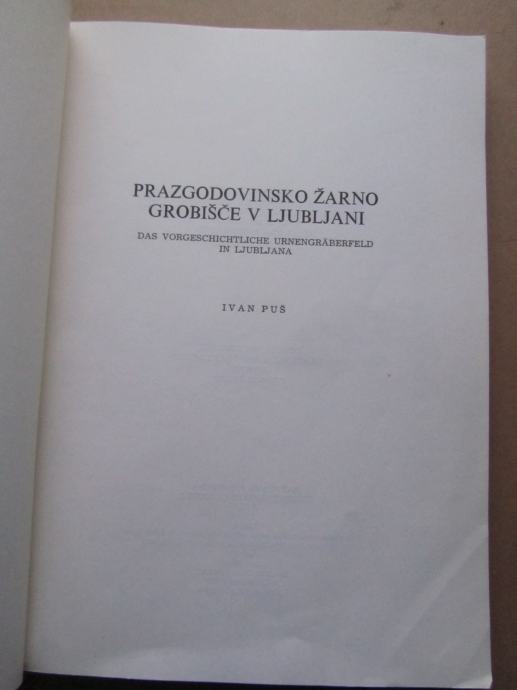 PRAZGODOVINSKO ŽARNO
GROBIŠČE V LJUBLJANI
DAS VORGESCHICHTLICHE URNENGRÄBERFELD
IN LJUBLJANA
IVAN PUŠ